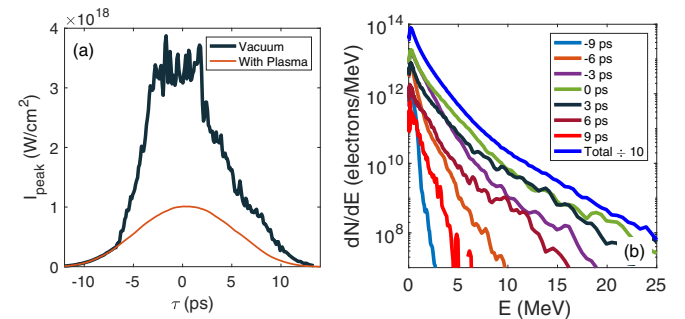 ×10^18
(a)
Vacuum
With Plasma
4
3
2
1
0
I_peak (W/cm²)
-10 -5 0 5 10
τ (ps)
10^14
10^12
10^10
10^8
dN/dE (electrons/MeV)
-9 ps
-6 ps
-3 ps
0 ps
3 ps
6 ps
9 ps
Total ÷ 10
(b)
0 5 10 15 20 25
E (MeV)